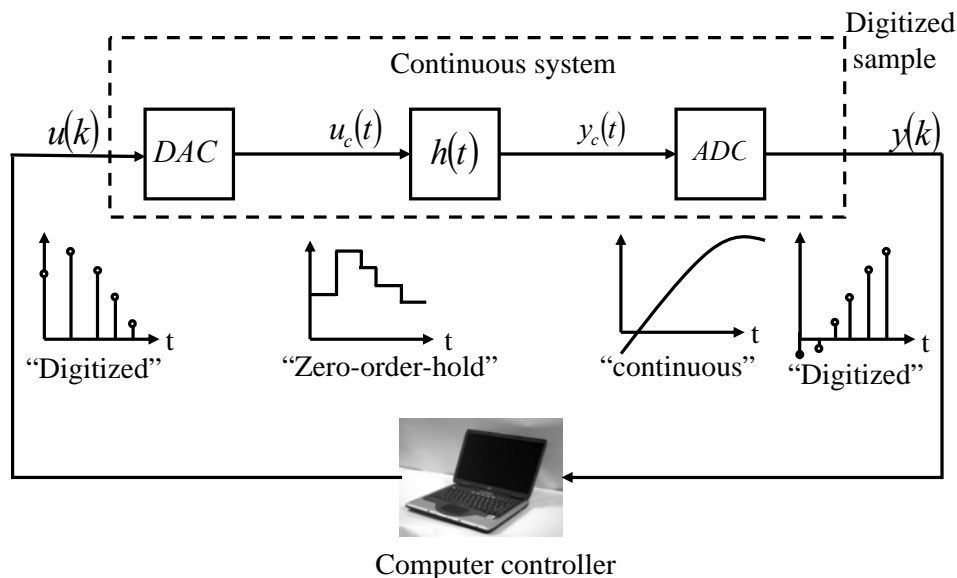 Digitized
sample
Continuous system
u(k)
DAC
u_c(t)
h(t)
y_c(t)
ADC
y(k)
t
“Digitized”
t
“Zero-order-hold”
t
“continuous”
t
“Digitized”
Computer controller